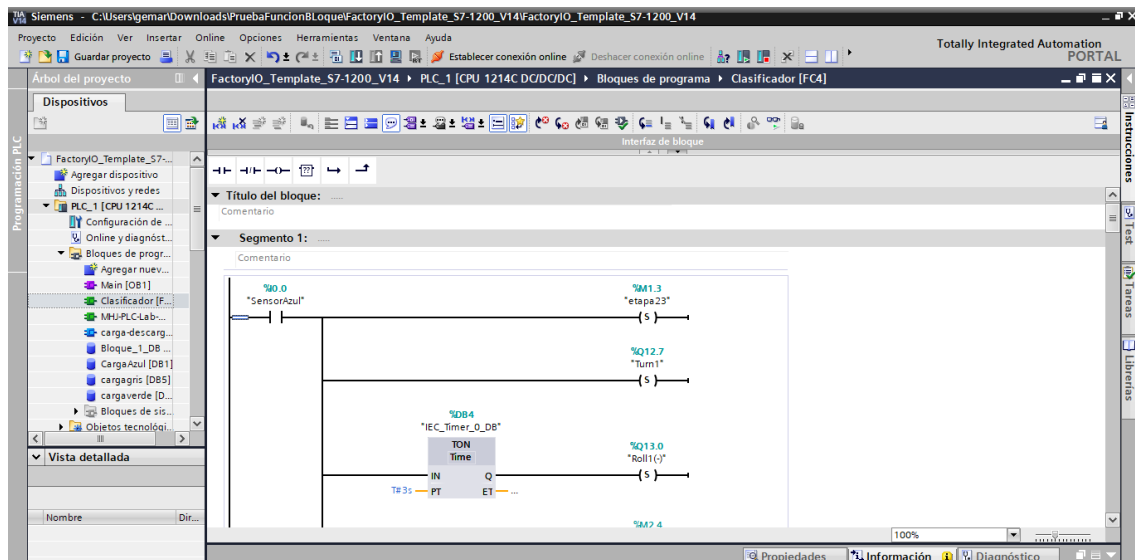 Siemens - C:\Users\gemar\Downloads\PruebaFuncionBLoque\FactoryIO_Template_S7-1200_V14\FactoryIO_Template_S7-1200_V14
Proyecto Edición Ver Insertar Online Opciones Herramientas Ventana Ayuda
Guardar proyecto
Establecer conexión online
Deshacer conexión online
Totally Integrated Automation
PORTAL
Árbol del proyecto
FactoryIO_Template_S7-1200_V14 PLC_1 [CPU 1214C DC/DC/DC] Bloques de programa Clasificador [FC4]
Dispositivos
Programación PLC
FactoryIO_Template_S7-...
Agregar dispositivo
Dispositivos y redes
PLC_1 [CPU 1214C ...
Configuración de ...
Online y diagnóst...
Bloques de progr...
Agregar nuev...
Main [OB1]
Clasificador [F...
MHJ-PLC-Lab-...
carga-descarg...
Bloque_1_DB ...
CargaAzul [DB1]
cargagris [DB5]
cargaverde [D...
Bloques de sis...
Objetos tecnológi...
Vista detallada
Nombre Dir...
Interfaz de bloque
Título del bloque: .....
Comentario
Segmento 1: .....
Comentario
%I0.0
"SensorAzul"
%M1.3
"etapa23"
S
%Q12.7
"Turn1"
S
%DB4
"IEC_Timer_0_DB"
TON
Time
IN Q
T#3s PT ET ...
%Q13.0
"Roll1(-)"
S
%M2.4
100%
Propiedades Información Diagnóstico
Instrucciones
Test
Tareas
Librerías